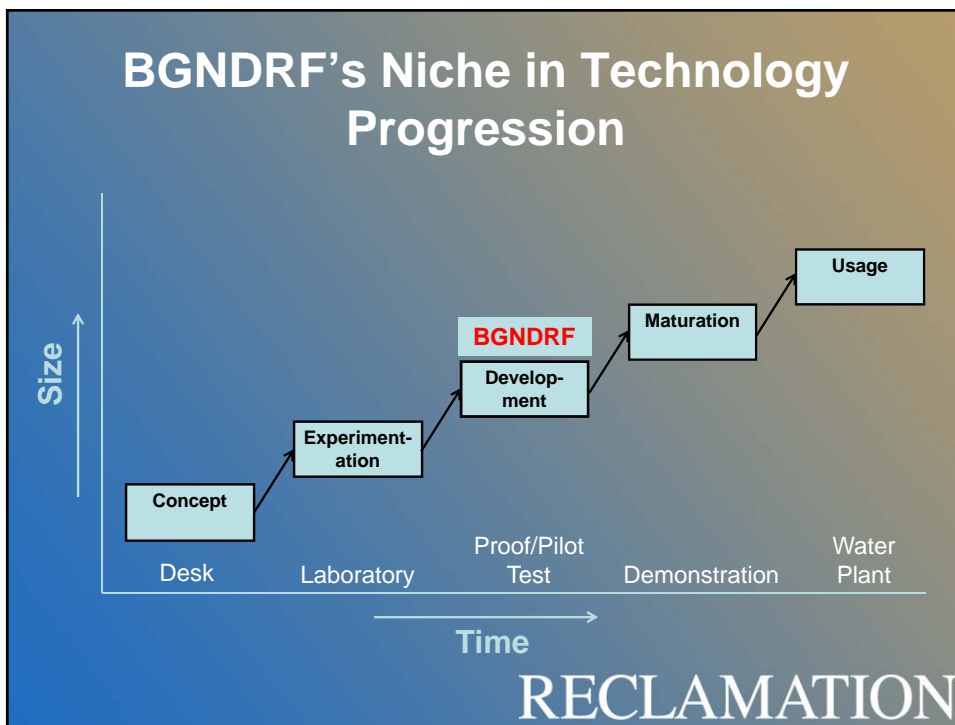 BGNDRF's Niche in Technology
Progression
Usage
Maturation
BGNDRF
Develop-
ment
Experiment-
ation
Concept
Size
Desk
Laboratory
Proof/Pilot
Test
Demonstration
Water
Plant
Time
RECLAMATION